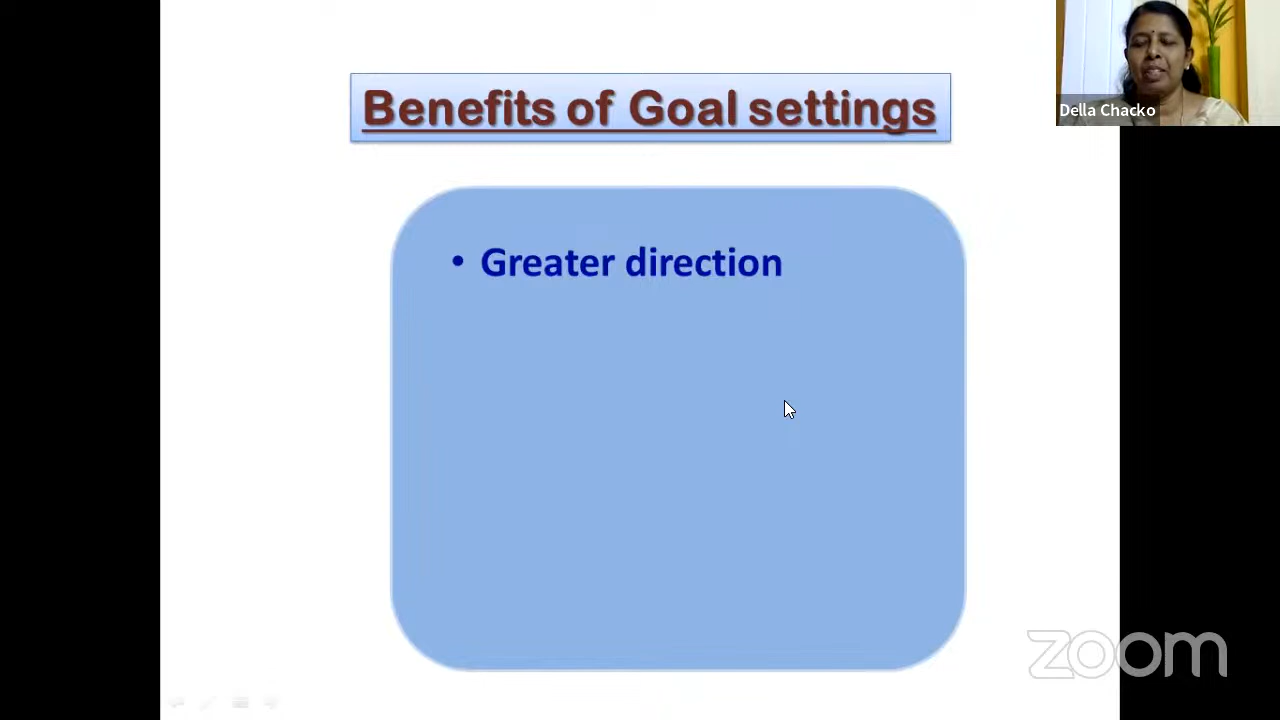 Benefits of Goal settings
Della Chacko
• Greater direction
zoom